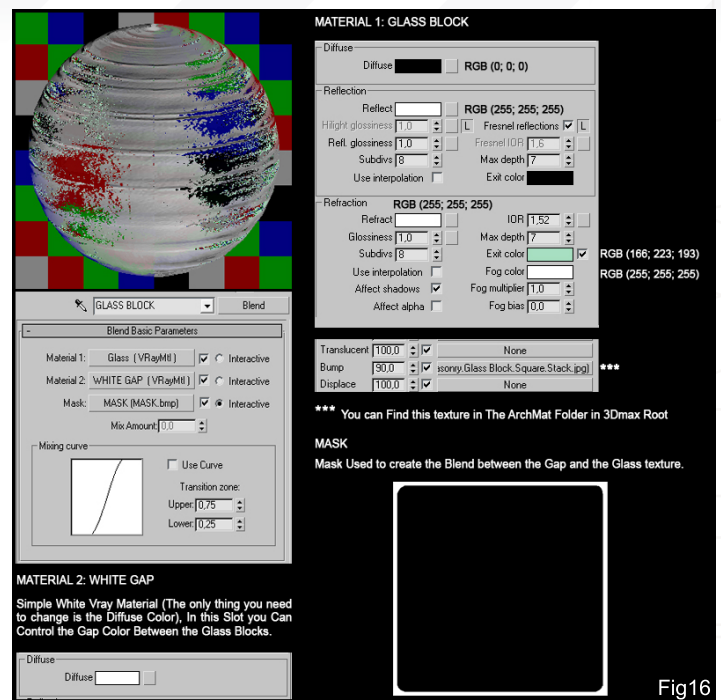 MATERIAL 1: GLASS BLOCK
Diffuse
Diffuse RGB (0; 0; 0)
Reflection
Reflect RGB (255; 255; 255)
Hilight glossiness 1,0 L Fresnel reflections L
Refl. glossiness 1,0 Fresnel IOR 1,6
Subdivs 8 Max depth 7
Use interpolation Exit color
Refraction RGB (255; 255; 255)
Refract IOR 1,52
Glossiness 1,0 Max depth 7
Subdivs 8 Exit color RGB (166; 223; 193)
Use interpolation Fog color RGB (255; 255; 255)
Affect shadows Fog multiplier 1,0
Affect alpha Fog bias 0,0
Translucent 100,0 None
Bump 90,0 asonry.Glass Block.Square.Stack.jpg) ***
Displace 100,0 None
*** You can Find this texture in The ArchMat Folder in 3Dmax Root
MASK
Mask Used to create the Blend between the Gap and the Glass texture.
GLASS BLOCK Blend
- Blend Basic Parameters
Material 1: Glass ( VRayMtl ) Interactive
Material 2: WHITE GAP ( VRayMtl ) Interactive
Mask: MASK (MASK.bmp) Interactive
Mix Amount: 0,0
Mixing curve
Use Curve
Transition zone:
Upper: 0,75
Lower: 0,25
MATERIAL 2: WHITE GAP
Simple White Vray Material (The only thing you need
to change is the Diffuse Color), In this Slot you Can
Control the Gap Color Between the Glass Blocks.
Diffuse
Diffuse
Fig16